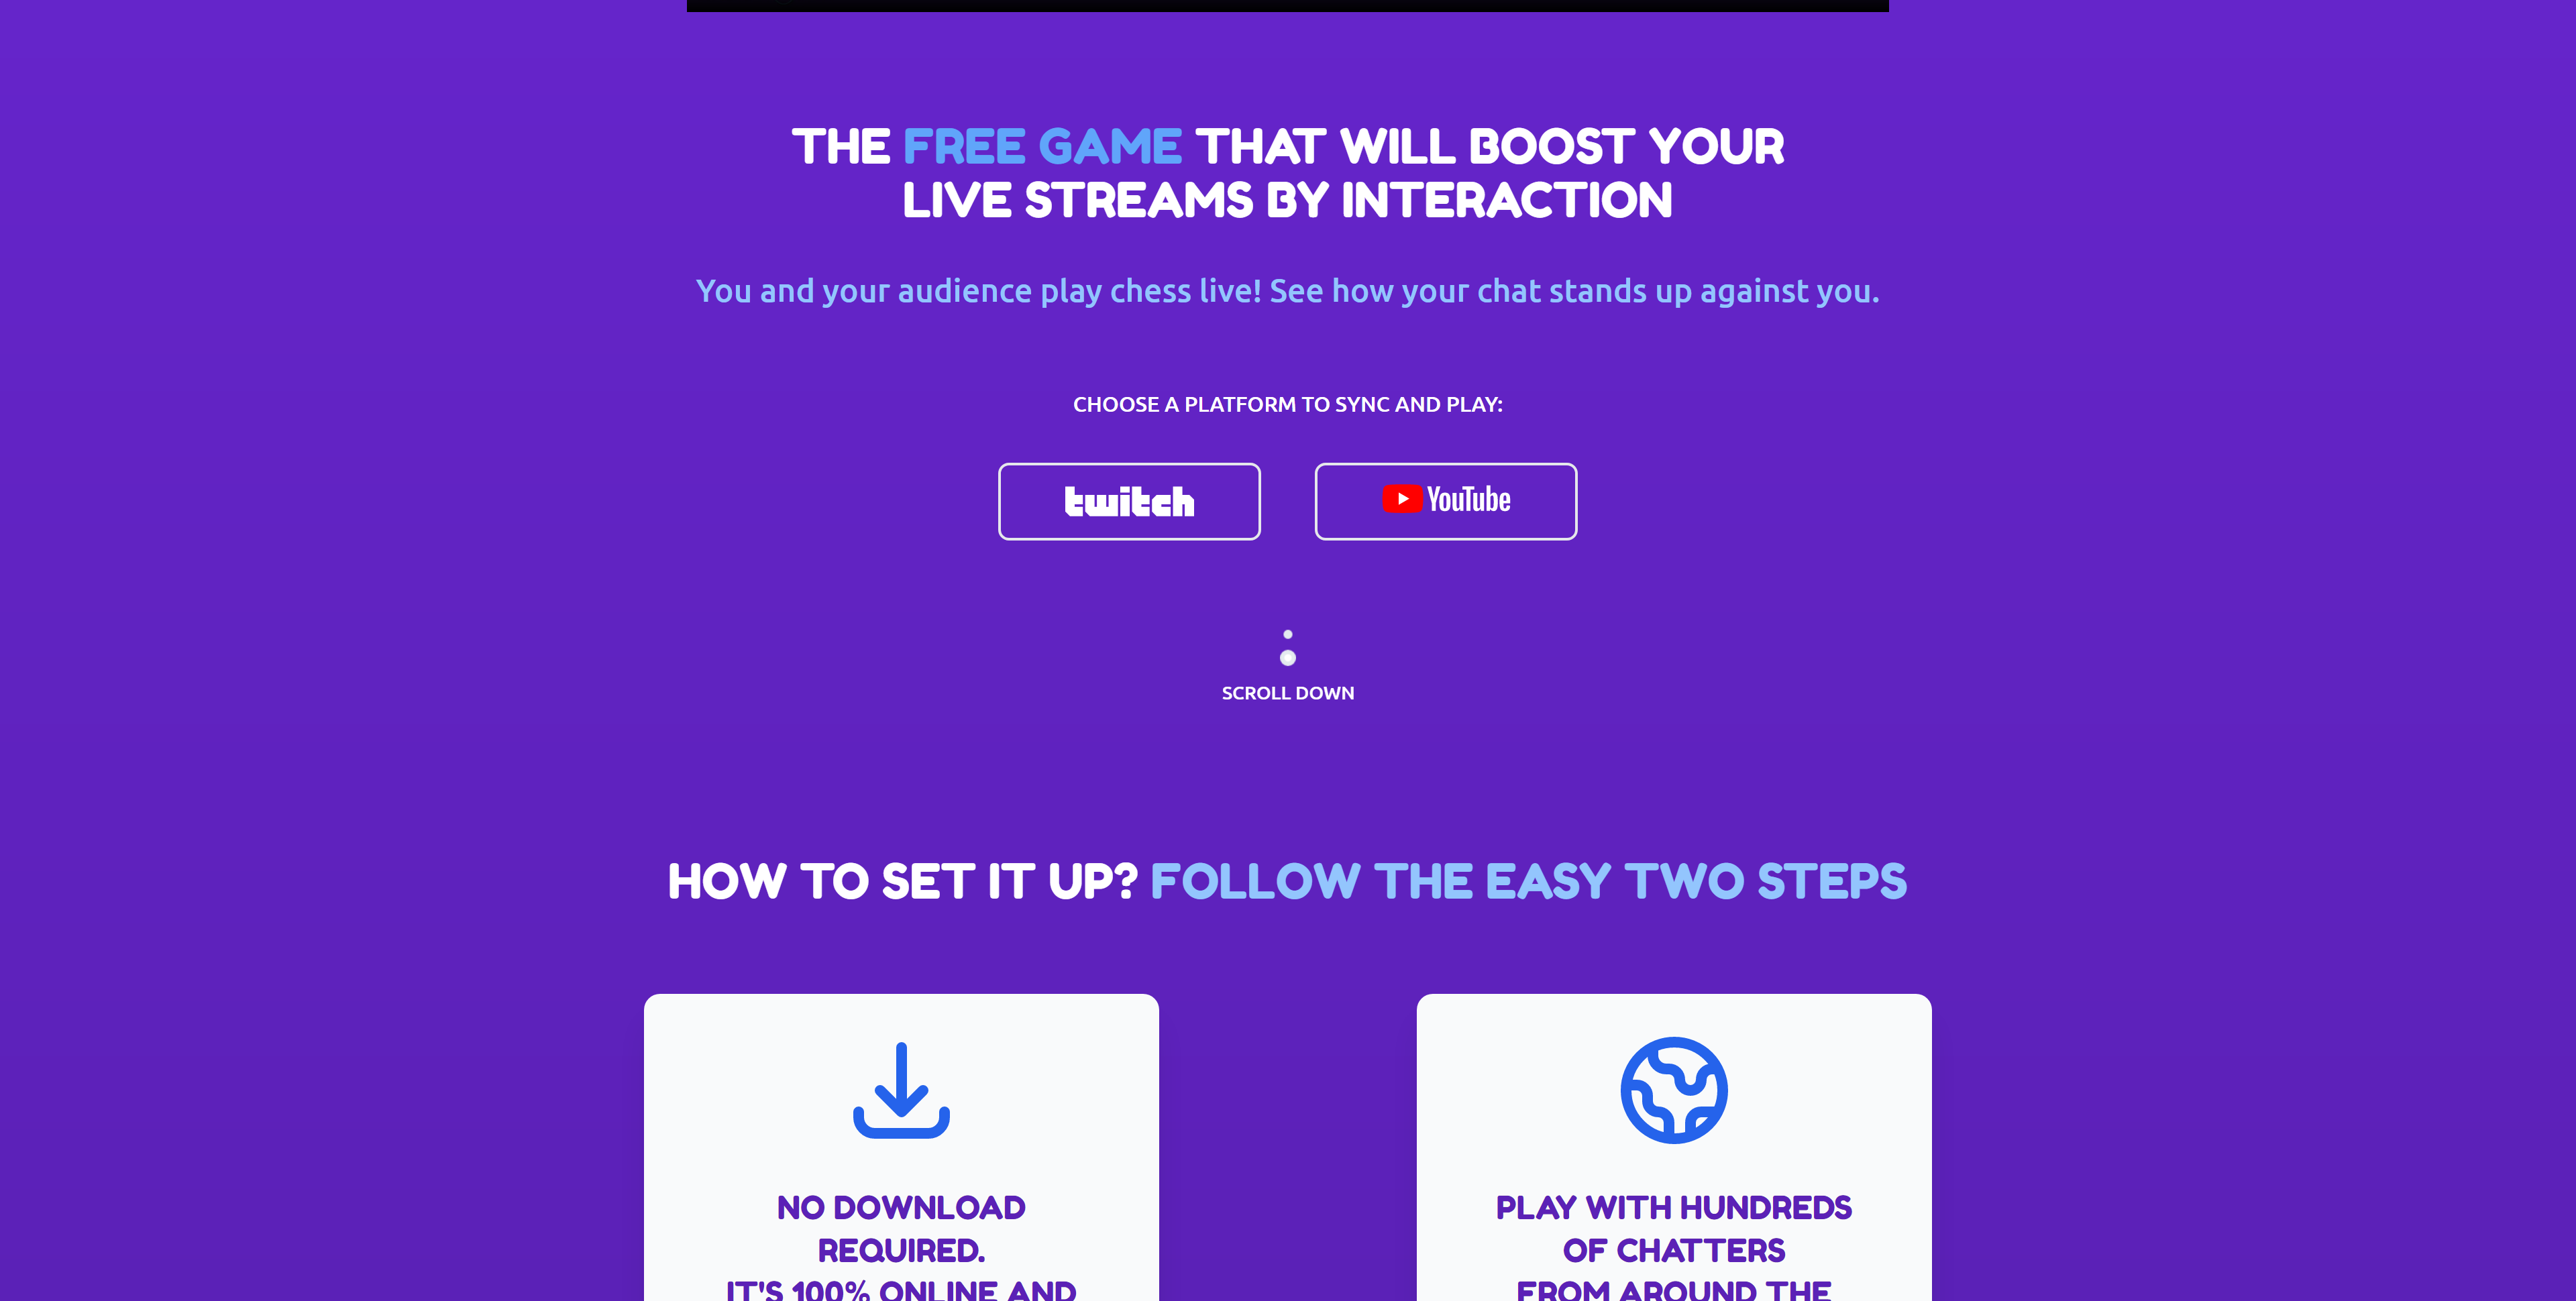 THE FREE GAME THAT WILL BOOST YOUR
LIVE STREAMS BY INTERACTION
You and your audience play chess live! See how your chat stands up against you.
CHOOSE A PLATFORM TO SYNC AND PLAY:
twitch
YouTube
SCROLL DOWN
HOW TO SET IT UP? FOLLOW THE EASY TWO STEPS
NO DOWNLOAD
REQUIRED.
IT'S 100% ONLINE AND
PLAY WITH HUNDREDS
OF CHATTERS
FROM AROUND THE